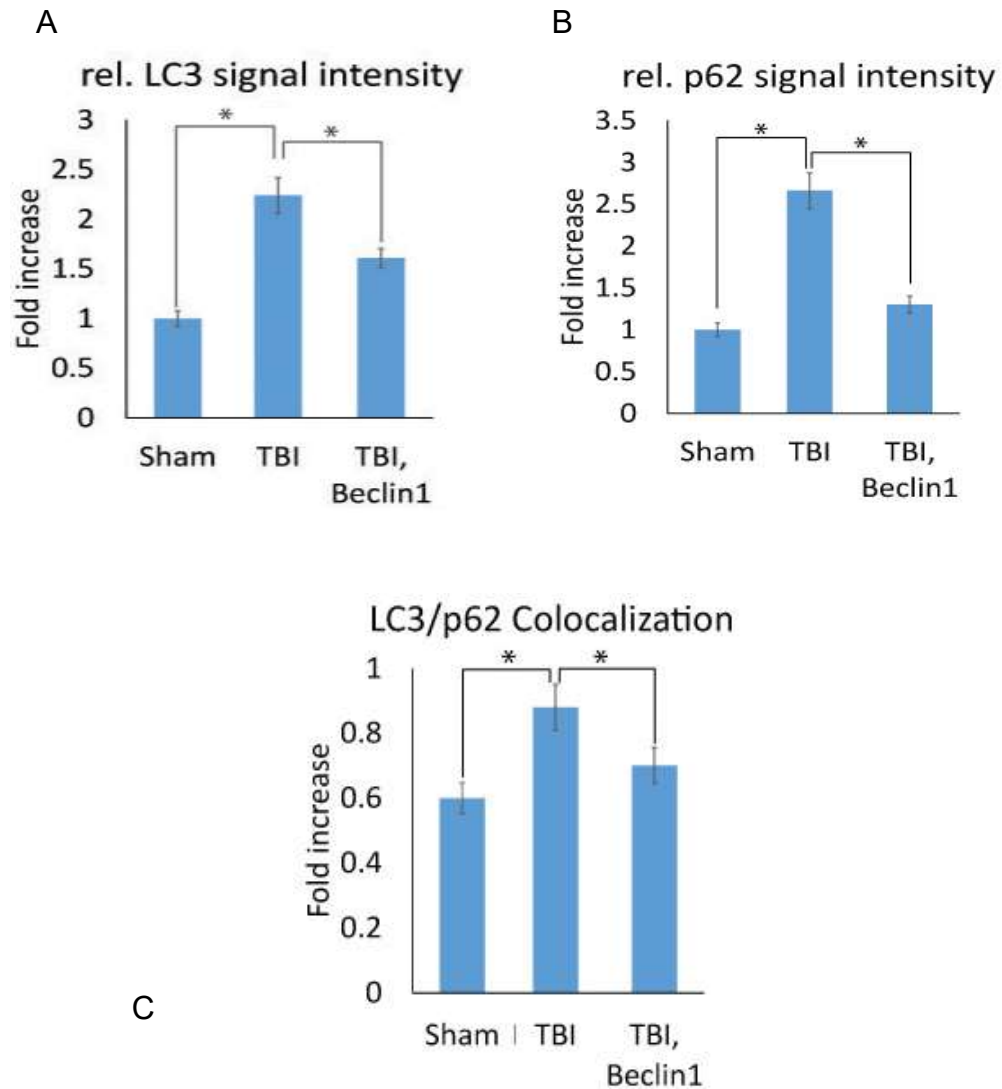 A
rel. LC3 signal intensity
Fold increase
3
2.5
2
1.5
1
0.5
0
*
*
Sham TBI TBI,
Beclin1
B
rel. p62 signal intensity
Fold increase
3.5
3
2.5
2
1.5
1
0.5
0
*
*
Sham TBI TBI,
Beclin1
C
LC3/p62 Colocalization
Fold increase
1
0.8
0.6
0.4
0.2
0
*
*
Sham TBI TBI,
Beclin1